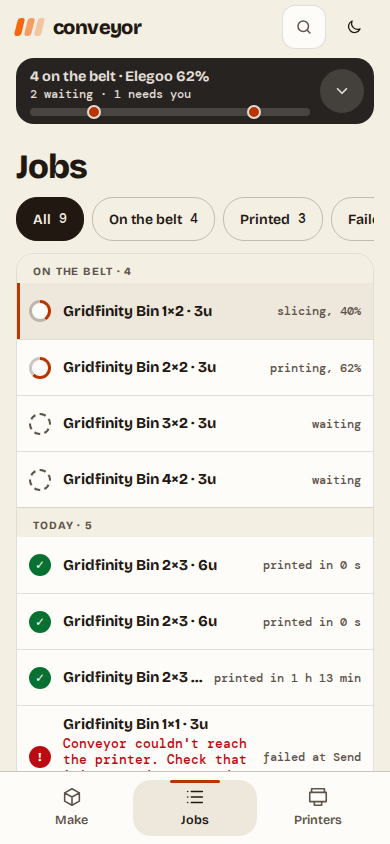 conveyor
4 on the belt · Elegoo 62%
2 waiting · 1 needs you
Jobs
All 9
On the belt 4
Printed 3
ON THE BELT · 4
Gridfinity Bin 1×2 · 3u slicing, 40%
Gridfinity Bin 2×2 · 3u printing, 62%
Gridfinity Bin 3×2 · 3u waiting
Gridfinity Bin 4×2 · 3u waiting
TODAY · 5
Gridfinity Bin 2×3 · 6u printed in 0 s
Gridfinity Bin 2×3 · 6u printed in 0 s
Gridfinity Bin 2×3 ... printed in 1 h 13 min
Gridfinity Bin 1×1 · 3u
Conveyor couldn't reach
the printer. Check that
failed at Send
Make
Jobs
Printers